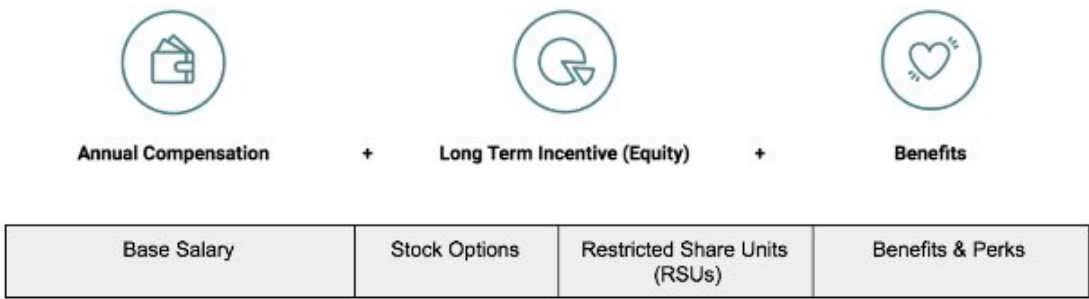 Annual Compensation + Long Term Incentive (Equity) + Benefits
Base Salary Stock Options Restricted Share Units Benefits & Perks
(RSUs)